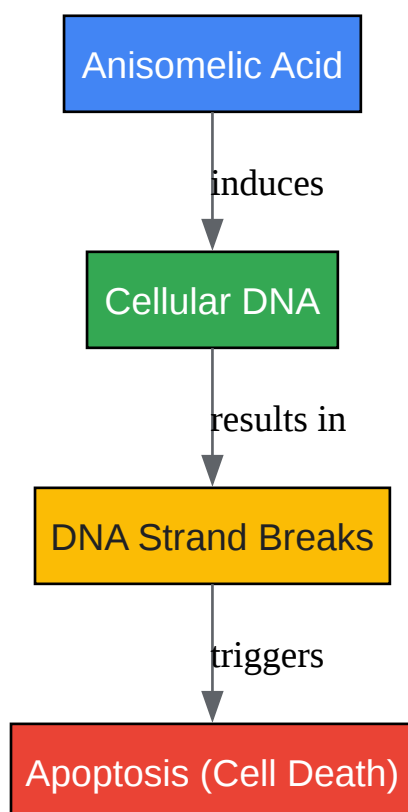 Anisomelic Acid
induces
Cellular DNA
results in
DNA Strand Breaks
triggers
Apoptosis (Cell Death)